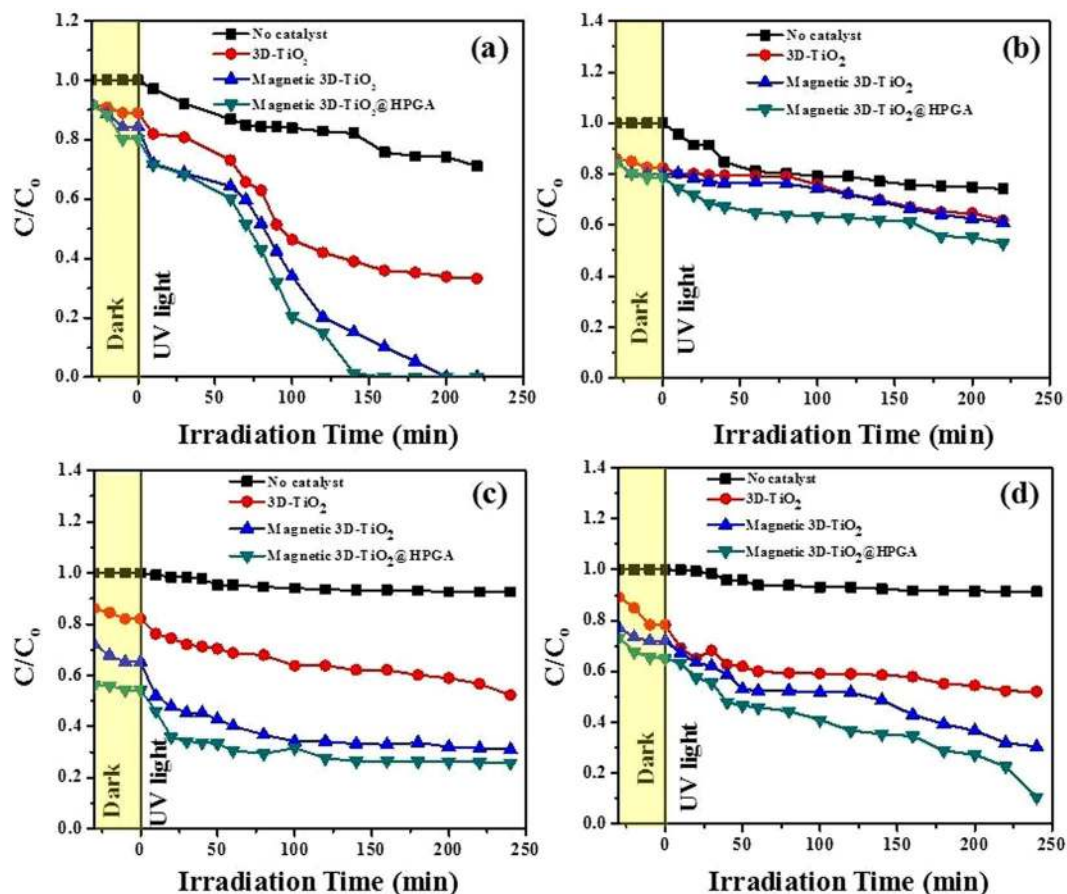 1.2
1.0
0.8
0.6
0.4
0.2
0.0
C/Co
No catalyst
3D-TiO2
Magnetic 3D-TiO2
Magnetic 3D-TiO2@HPGA
(a)
Dark
UV light
0 50 100 150 200 250
Irradiation Time (min)
1.4
1.2
1.0
0.8
0.6
0.4
0.2
0.0
C/Co
No catalyst
3D-TiO2
Magnetic 3D-TiO2
Magnetic 3D-TiO2@HPGA
(b)
Dark
UV light
0 50 100 150 200 250
Irradiation Time (min)
1.4
1.2
1.0
0.8
0.6
0.4
0.2
0.0
C/Co
No catalyst
3D-TiO2
Magnetic 3D-TiO2
Magnetic 3D-TiO2@HPGA
(c)
Dark
UV light
0 50 100 150 200 250
Irradiation Time (min)
1.4
1.2
1.0
0.8
0.6
0.4
0.2
0.0
C/Co
No catalyst
3D-TiO2
Magnetic 3D-TiO2
Magnetic 3D-TiO2@HPGA
(d)
Dark
UV light
0 50 100 150 200 250
Irradiation Time (min)